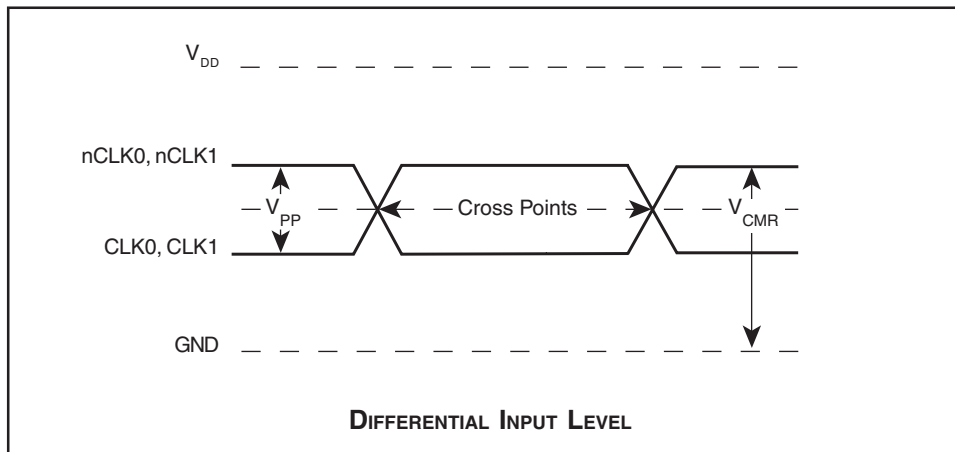 VDD
nCLK0, nCLK1
VPP
Cross Points
VCMR
CLK0, CLK1
GND
DIFFERENTIAL INPUT LEVEL